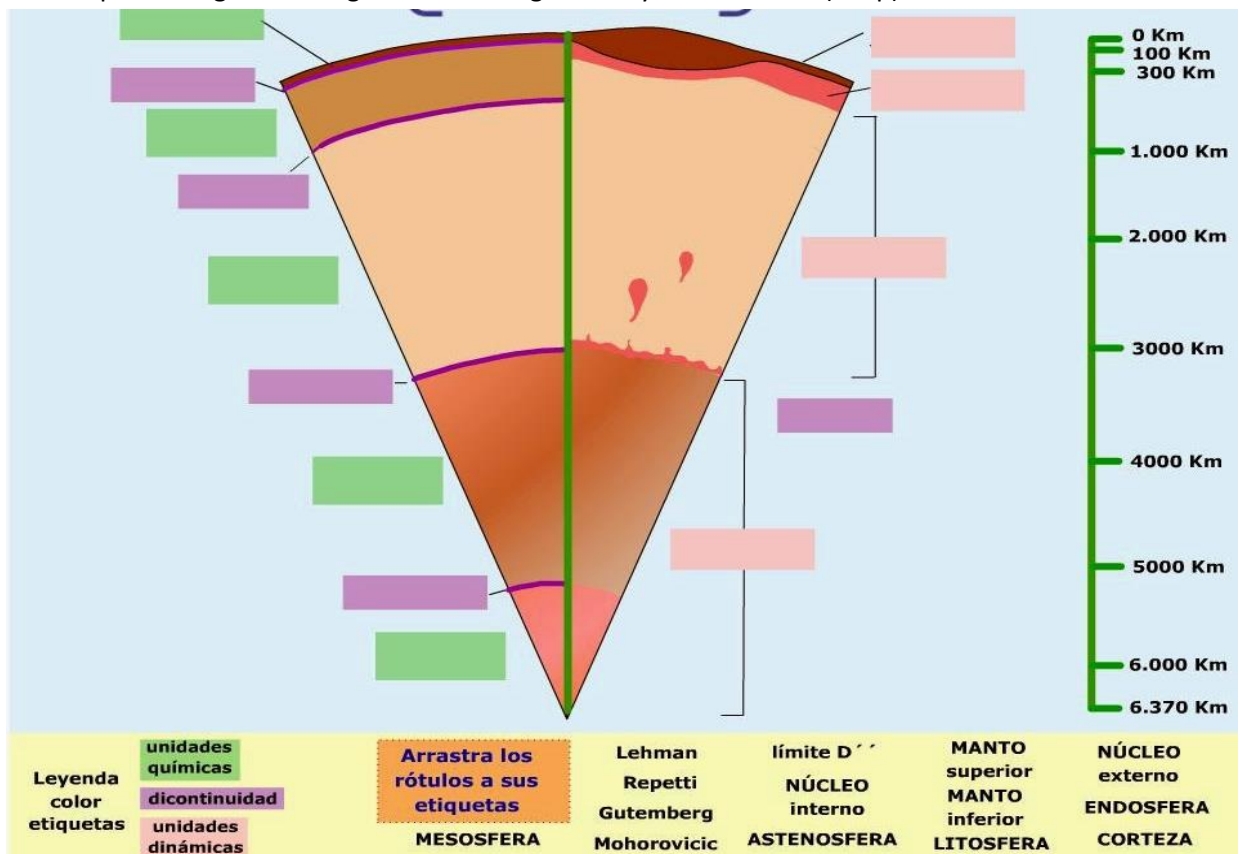 0 Km
100 Km
300 Km
1.000 Km
2.000 Km
3000 Km
4000 Km
5000 Km
6.000 Km
6.370 Km
Leyenda
color
etiquetas
unidades
químicas
dicontinuidad
unidades
dinámicas
Arrastra los
rótulos a sus
etiquetas
MESOSFERA
Lehman
Repetti
Gutemberg
Mohorovicic
límite D´´
NÚCLEO
interno
ASTENOSFERA
MANTO
superior
MANTO
inferior
LITOSFERA
NÚCLEO
externo
ENDOSFERA
CORTEZA